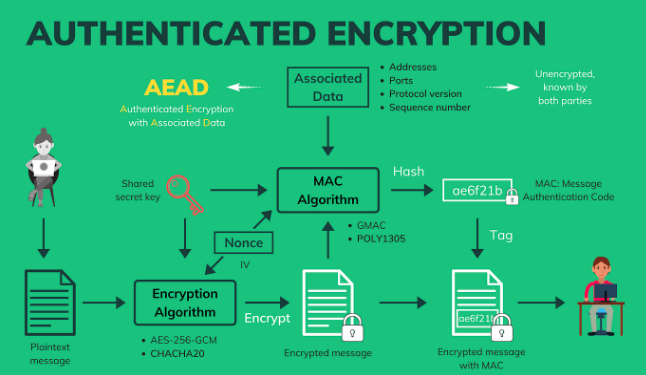 AUTHENTICATED ENCRYPTION
AEAD
Authenticated Encryption
with Associated Data
Associated
Data
• Addresses
• Ports
• Protocol version
• Sequence number
Unencrypted,
known by
both parties
Shared
secret key
MAC
Algorithm
Hash
ae6f21b
MAC: Message
Authentication Code
• GMAC
• POLY1305
Tag
Nonce
IV
Plaintext
message
Encryption
Algorithm
• AES-256-GCM
• CHACHA20
Encrypt
Encrypted message
ae6f21b
Encrypted message
with MAC